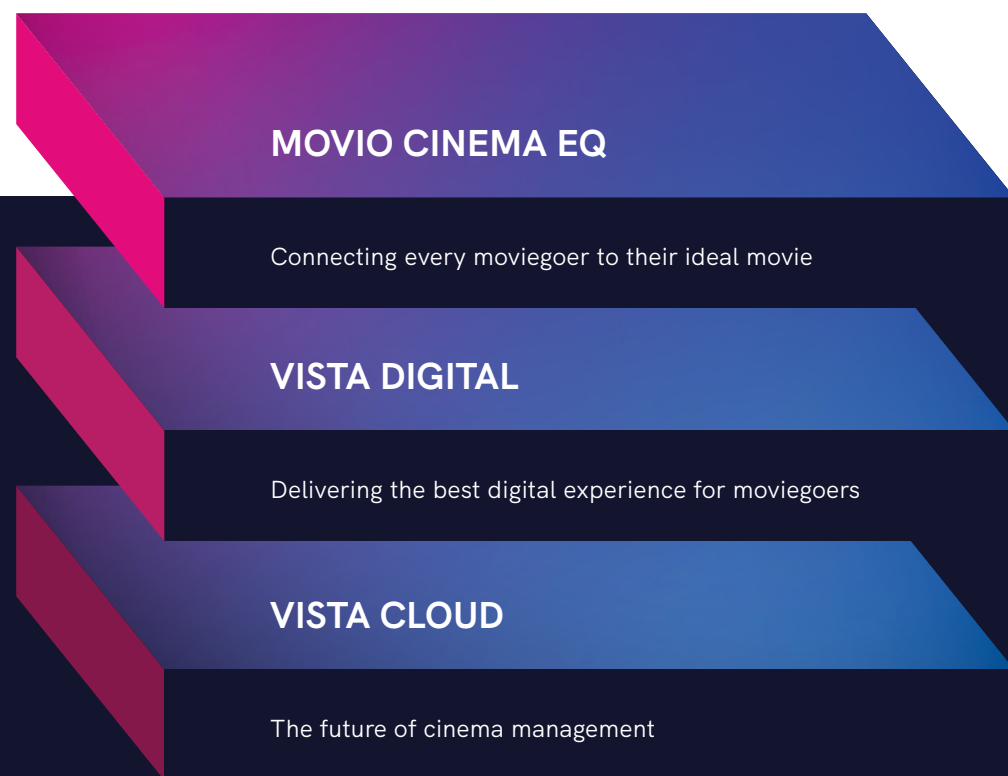 MOVIO CINEMA EQ
Connecting every moviegoer to their ideal movie
VISTA DIGITAL
Delivering the best digital experience for moviegoers
VISTA CLOUD
The future of cinema management